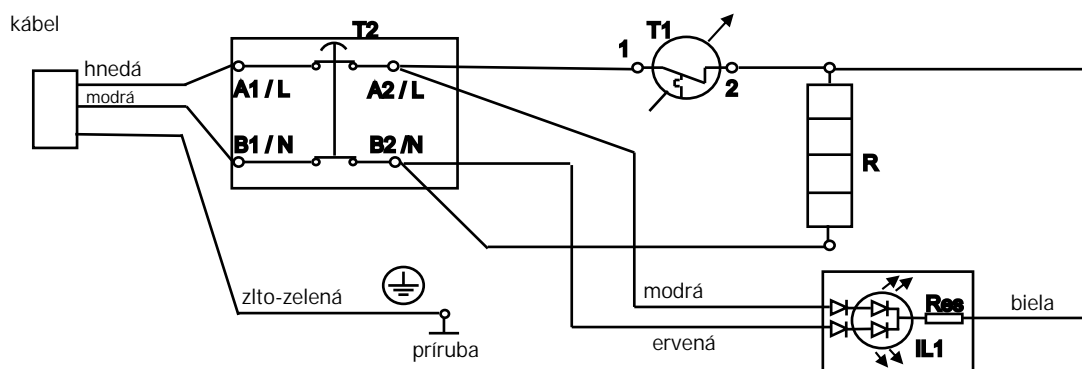 kábel
T2
T1
hnedá
1
A1 / L
A2 / L
2
modrá
B1 / N
B2 /N
R
zlto-zelená
modrá
Res
biela
ervená
IL1
príruba